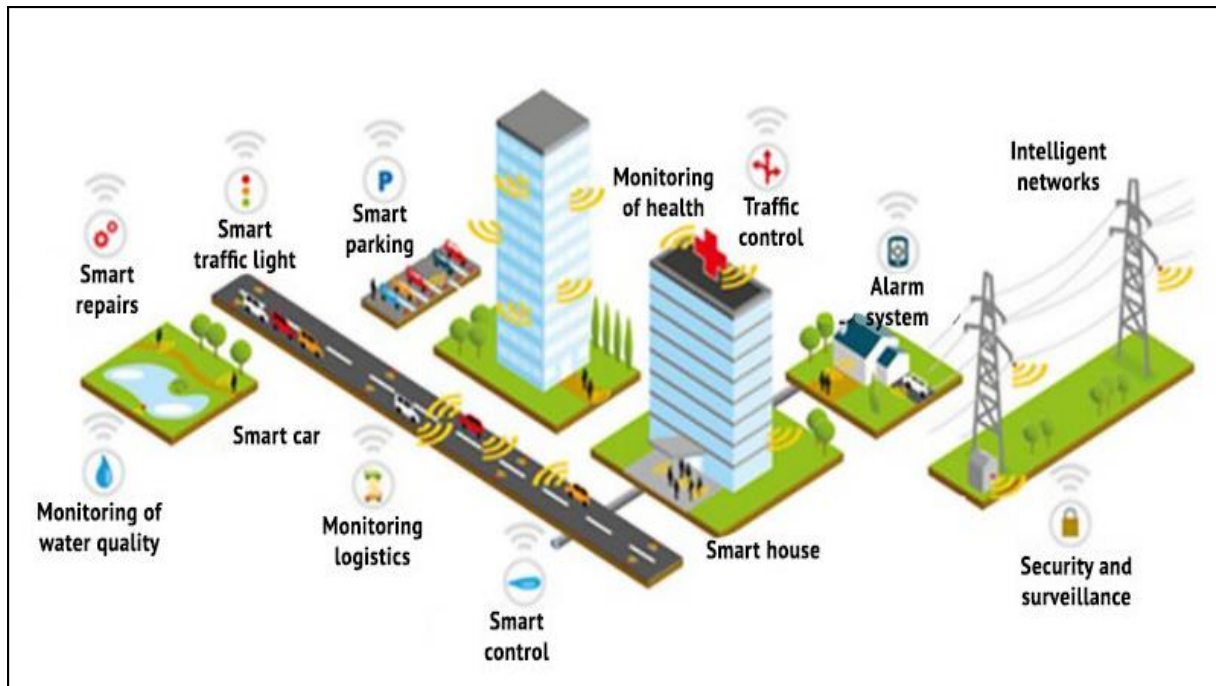 Smart
repairs
Smart
traffic light
P
Smart
parking
Monitoring
of health
Traffic
control
Alarm
system
Intelligent
networks
Smart car
Monitoring of
water quality
Monitoring
logistics
Smart
control
Smart house
Security and
surveillance